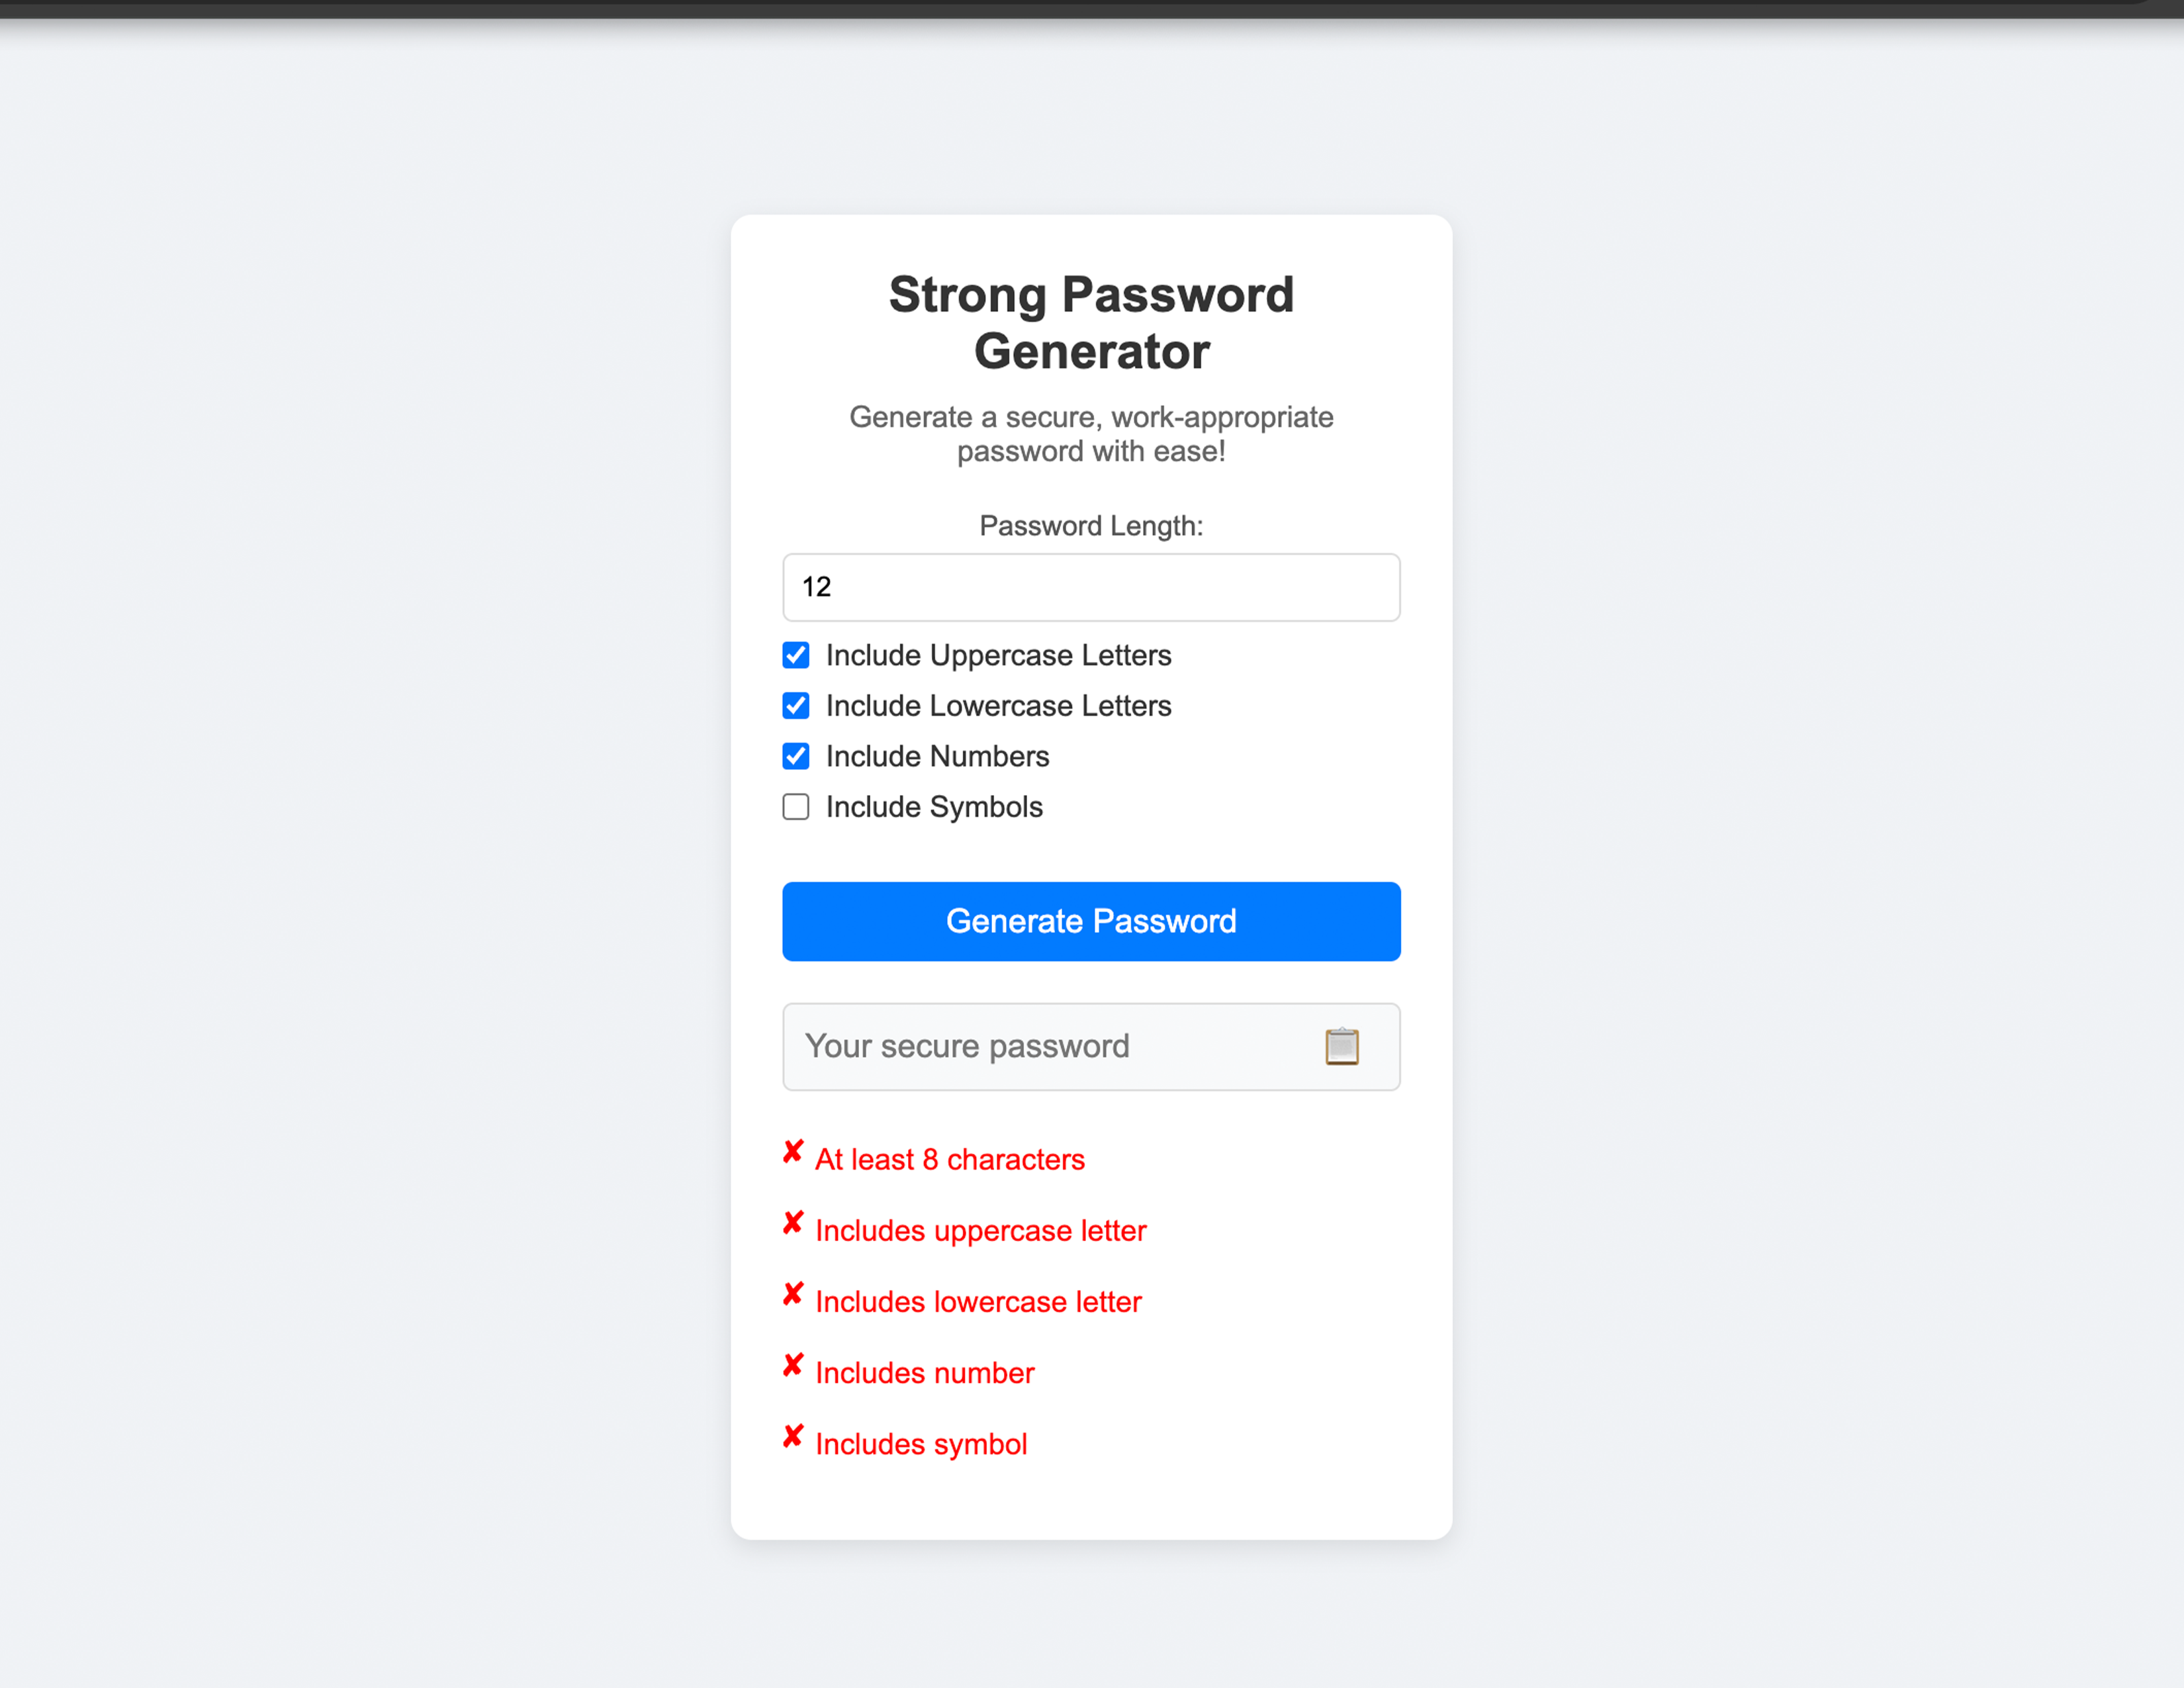 Strong Password
Generator
Generate a secure, work-appropriate
password with ease!
Password Length:
12
Include Uppercase Letters
Include Lowercase Letters
Include Numbers
Include Symbols
Generate Password
Your secure password
✘ At least 8 characters
✘ Includes uppercase letter
✘ Includes lowercase letter
✘ Includes number
✘ Includes symbol